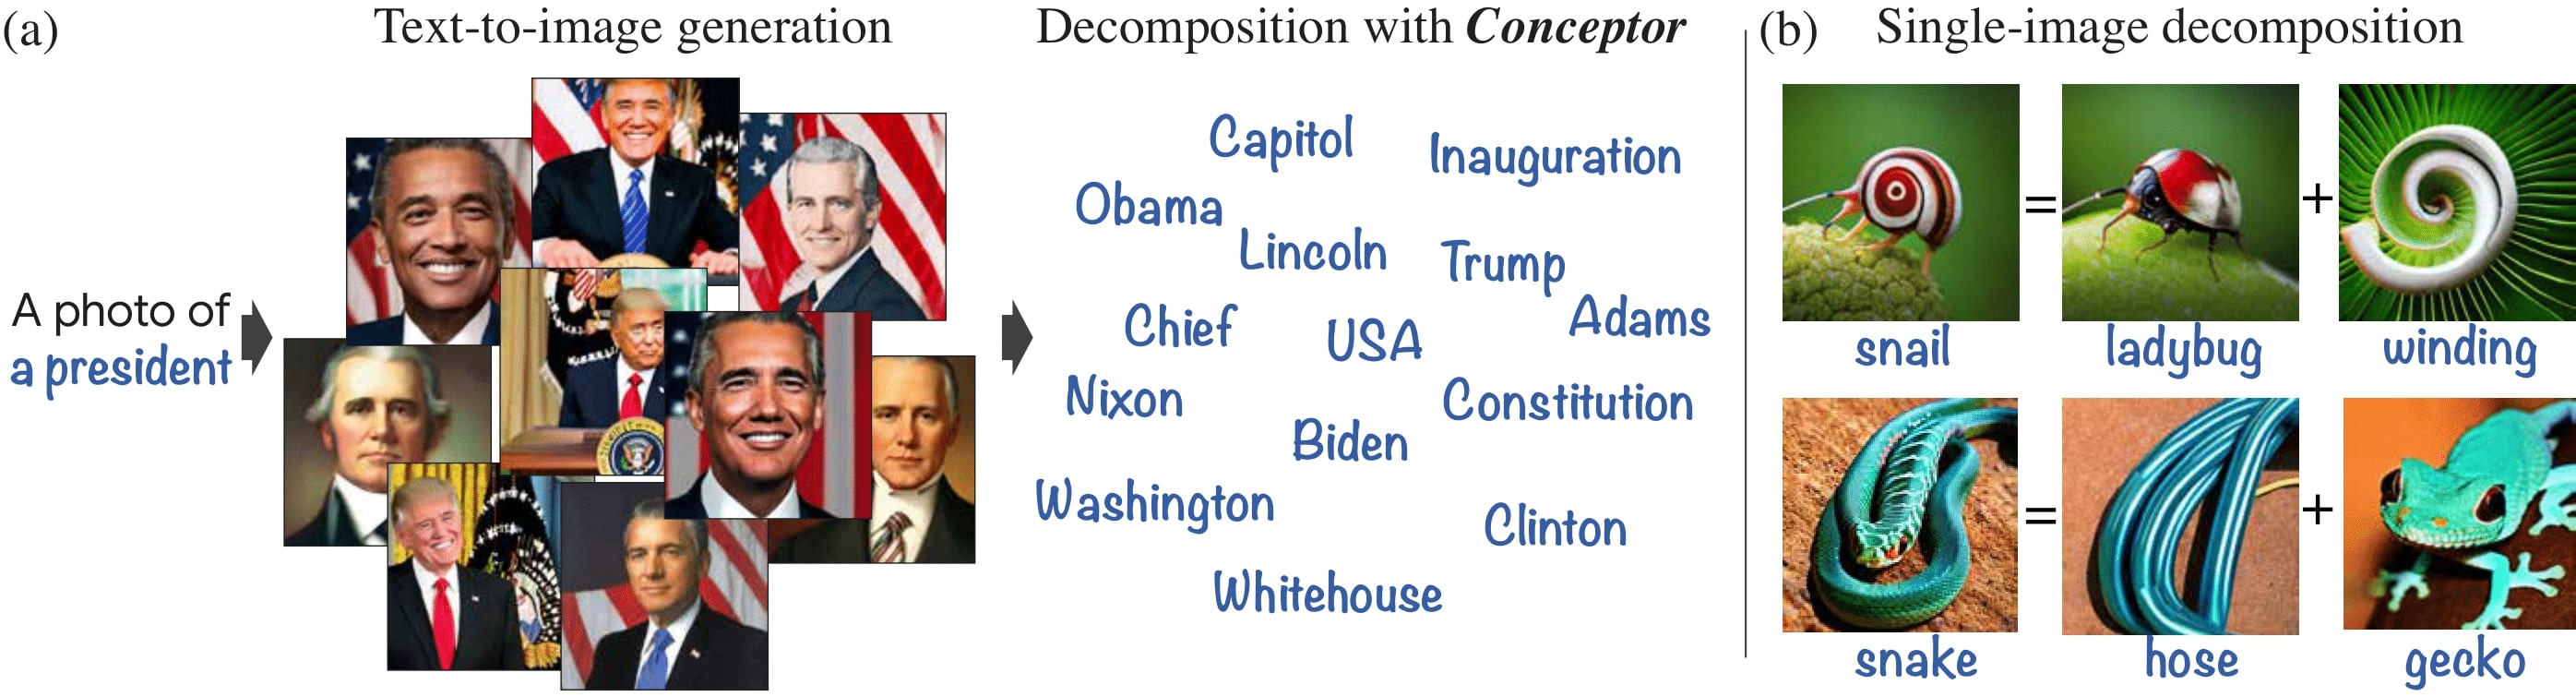 (a) Text-to-image generation
Decomposition with Conceptor
(b) Single-image decomposition
A photo of
a president
Capitol
Inauguration
Obama
Lincoln
Trump
Adams
Chief
USA
Nixon
Constitution
Biden
Washington
Clinton
Whitehouse
= +
snail ladybug winding
= +
snake hose gecko